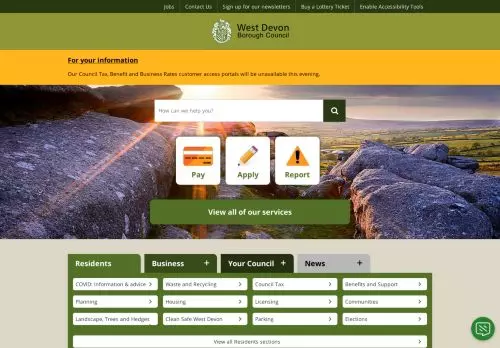 Jobs Contact Us Sign up for our newsletters Buy a Lottery Ticket Enable Accessibility Tools
West Devon
Borough Council
For your information
Our Council Tax, Benefit and Business Rates customer access portals will be unavailable this evening.
How can we help you?
Pay Apply Report
View all of our services
Residents Business + Your Council + News +
COVID: Information & advice Waste and Recycling Council Tax Benefits and Support
Planning Housing Licensing Communities
Landscape, Trees and Hedges Clean Safe West Devon Parking Elections
View all Residents sections